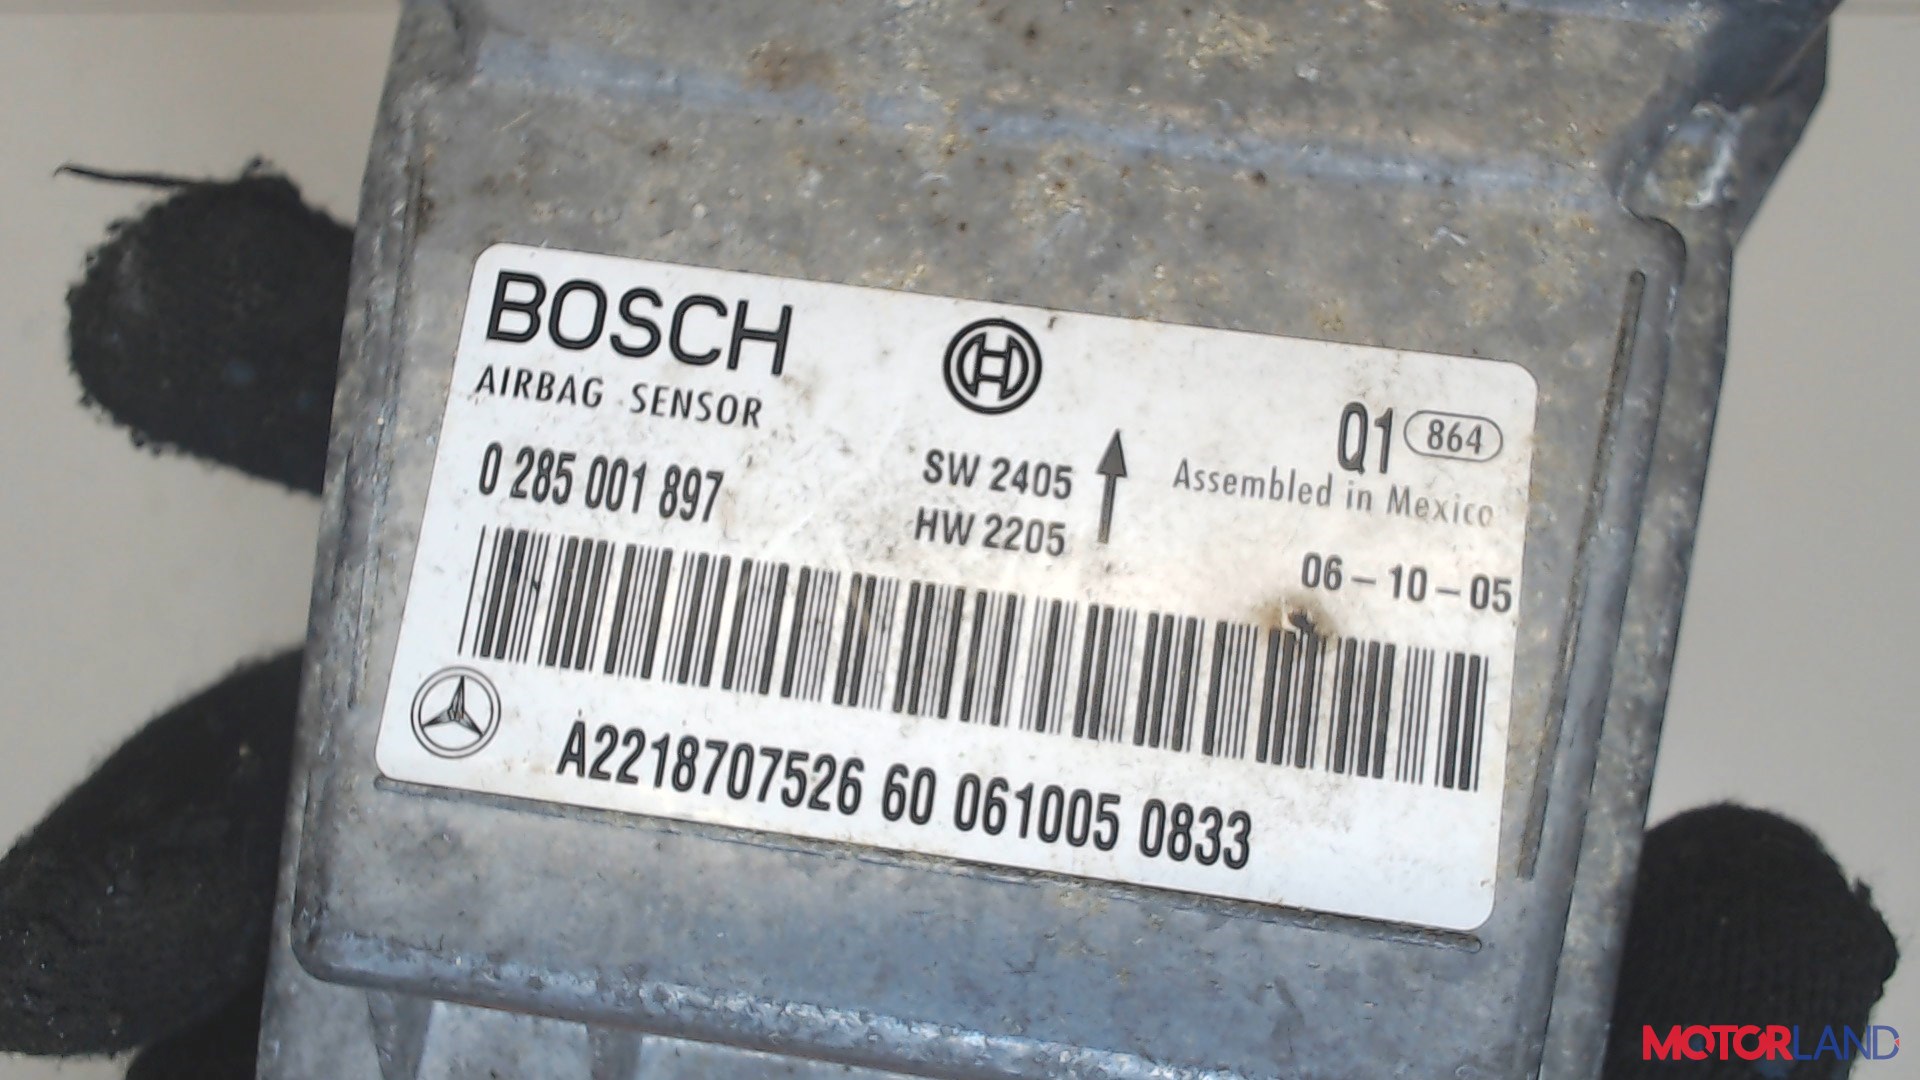 BOSCH
AIRBAG SENSOR
0 285 001 897
SW 2405
HW 2205
Q1 864
Assembled in Mexico
06 – 10 – 05
A2218707526 60 061005 0833
MOTORLAND